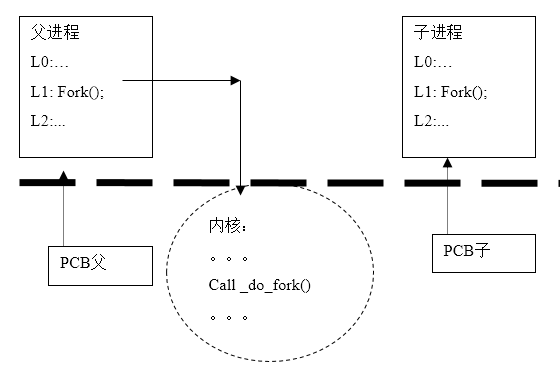 父进程
L0:…
L1: Fork();
L2:...
子进程
L0:…
L1: Fork();
L2:...
内核：
。。。
Call _do_fork()
。。。
PCB父
PCB子